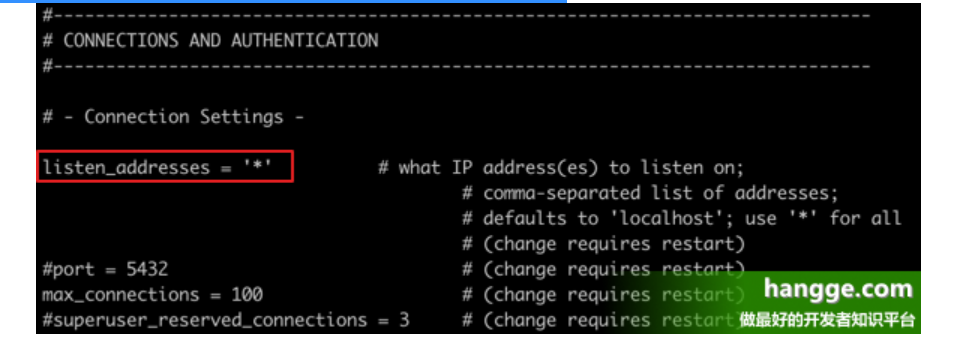 #------------------------------------------------------------------------------
# CONNECTIONS AND AUTHENTICATION
#------------------------------------------------------------------------------
# - Connection Settings -
listen_addresses = '*' # what IP address(es) to listen on;
# comma-separated list of addresses;
# defaults to 'localhost'; use '*' for all
# (change requires restart)
#port = 5432 # (change requires restart)
max_connections = 100 # (change requires restart)
#superuser_reserved_connections = 3 # (change requires restart
hangge.com
做最好的开发者知识平台